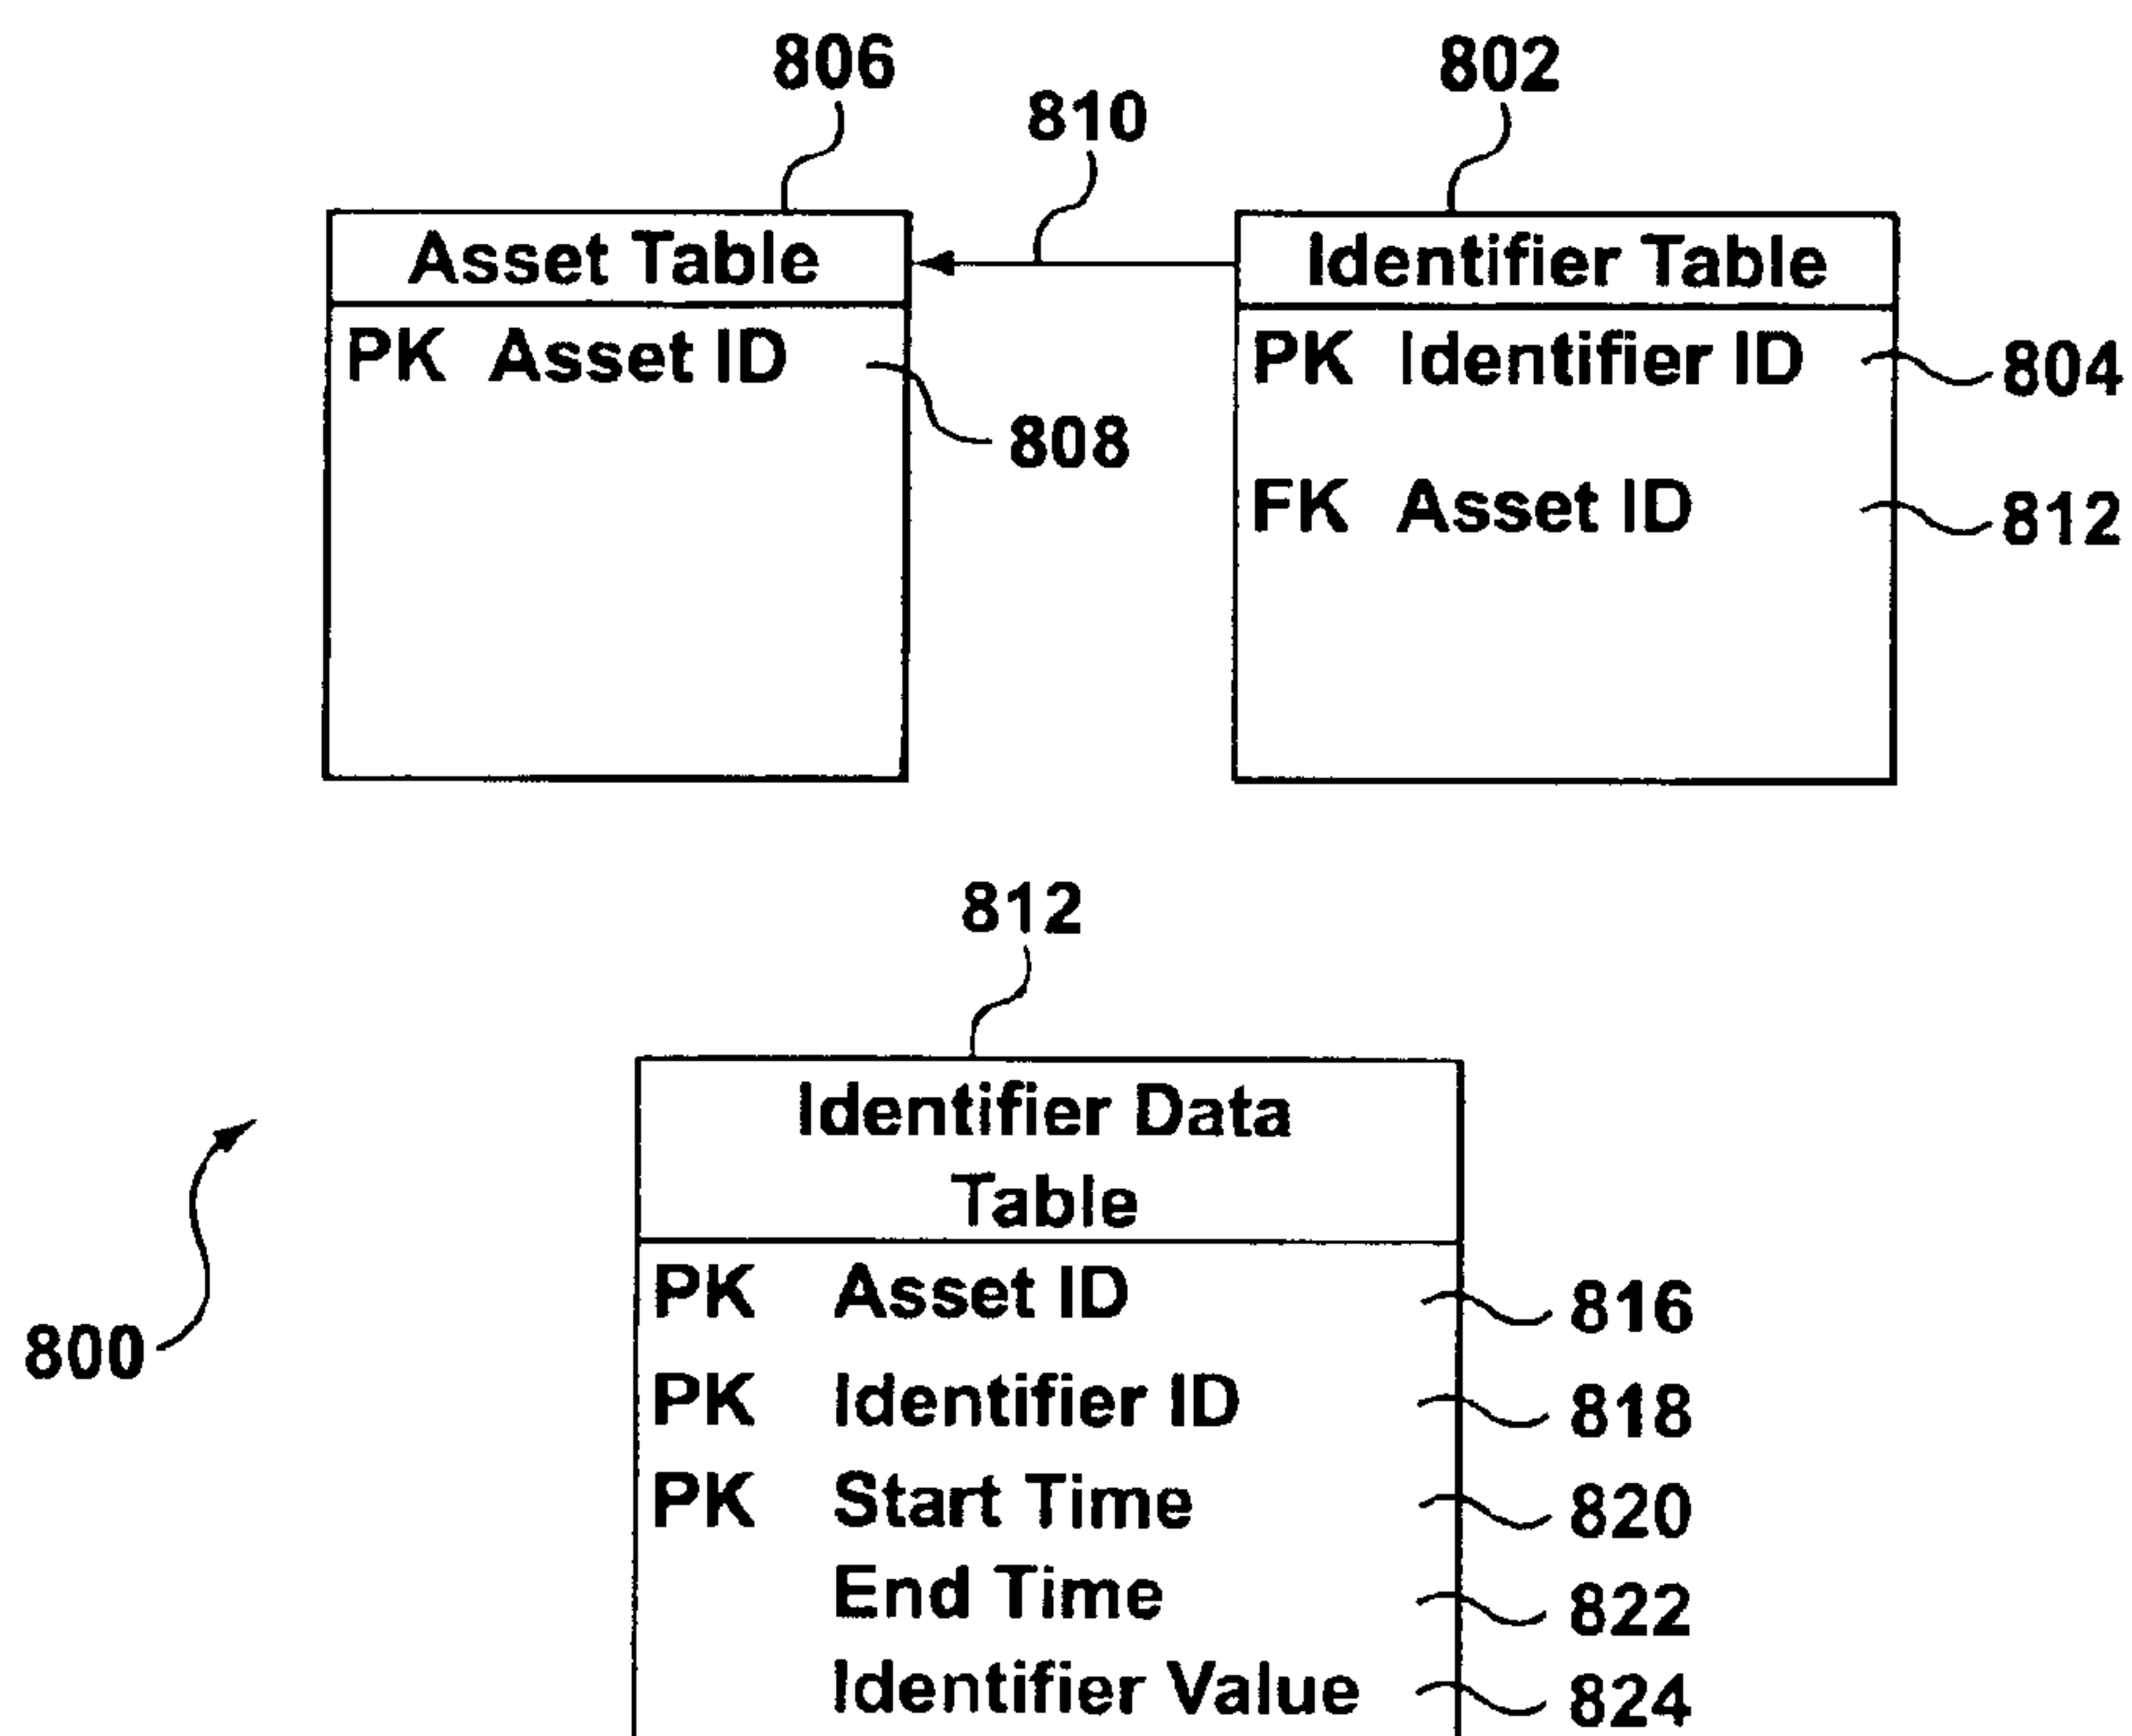 806
802
810
Asset Table
Identifier Table
PK Asset ID
PK Identifier ID
804
808
FK Asset ID
812
812
Identifier Data
Table
PK Asset ID
816
800
PK Identifier ID
818
PK Start Time
820
End Time
822
Identifier Value
824